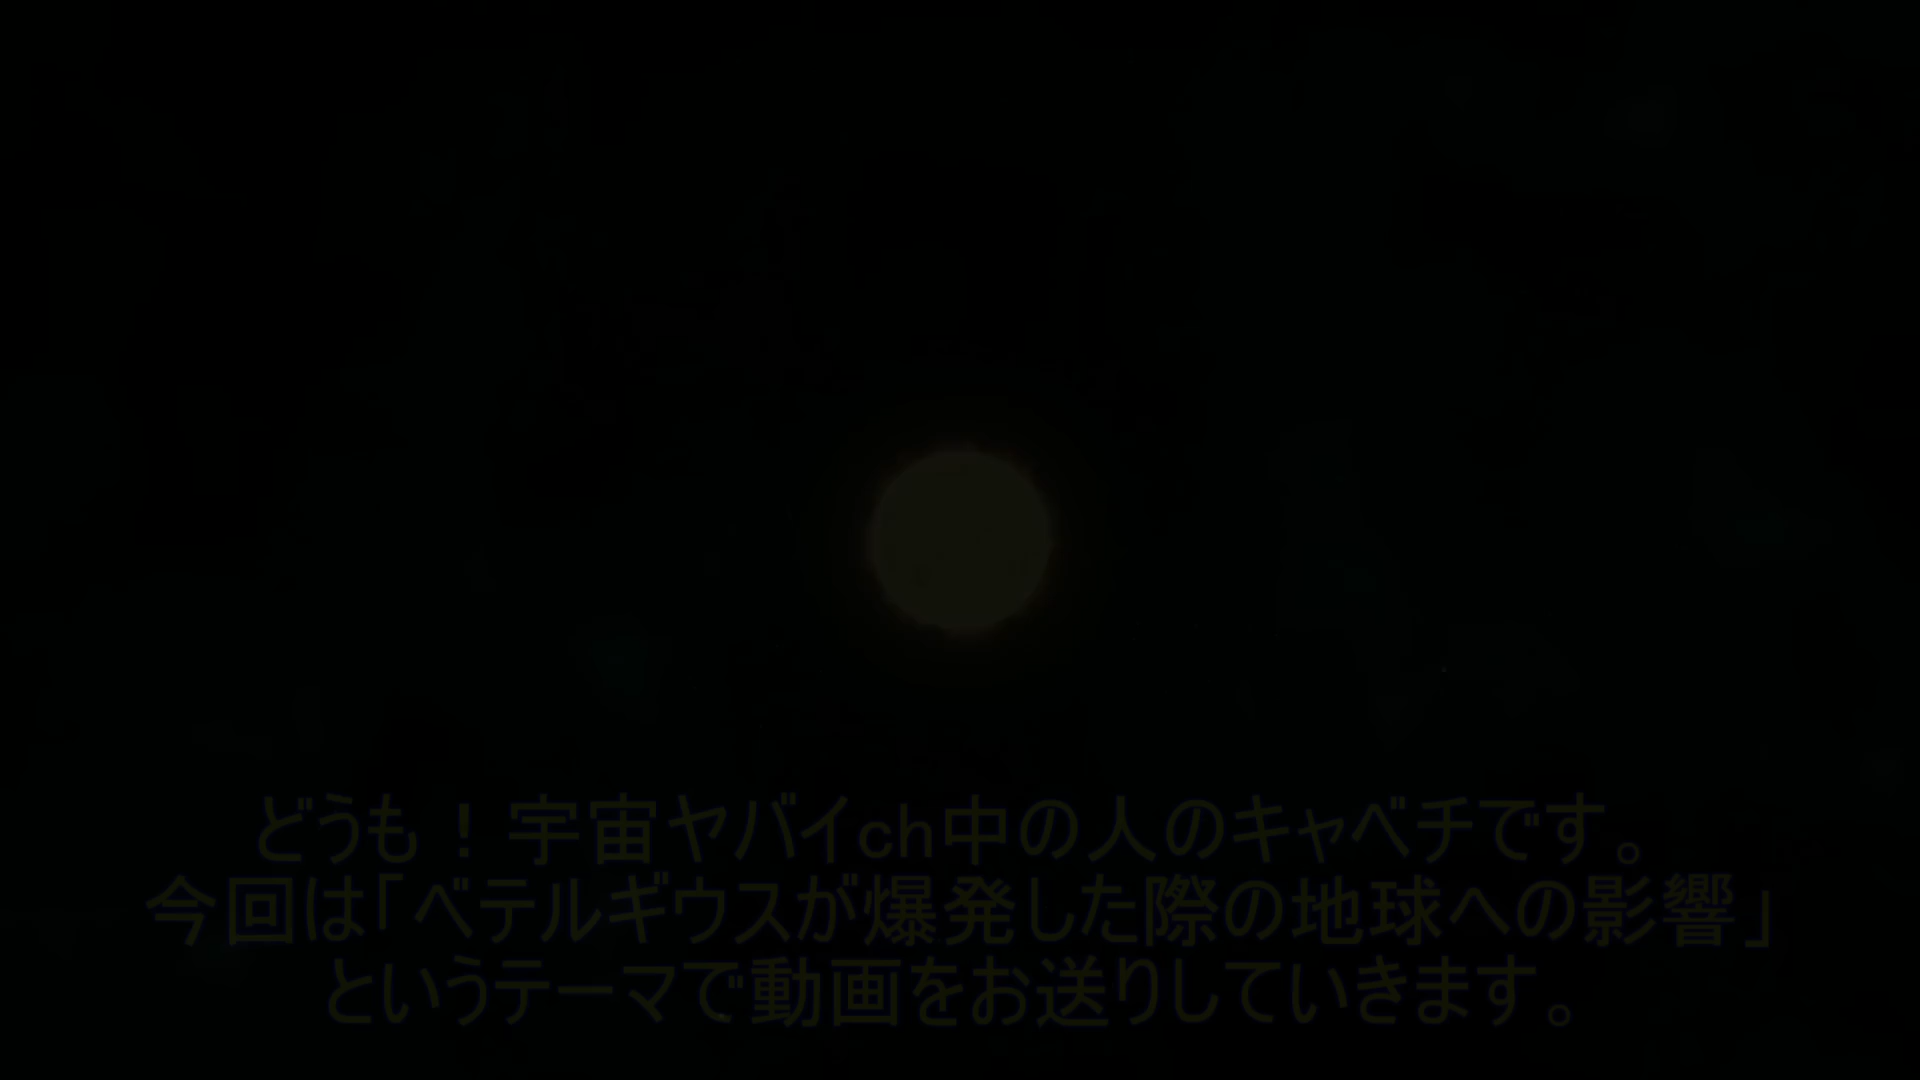 どうも！宇宙ヤバイch中の人のキャベチです。
今回は「ベテルギウスが爆発した際の地球への影響」
というテーマで動画をお送りしていきます。